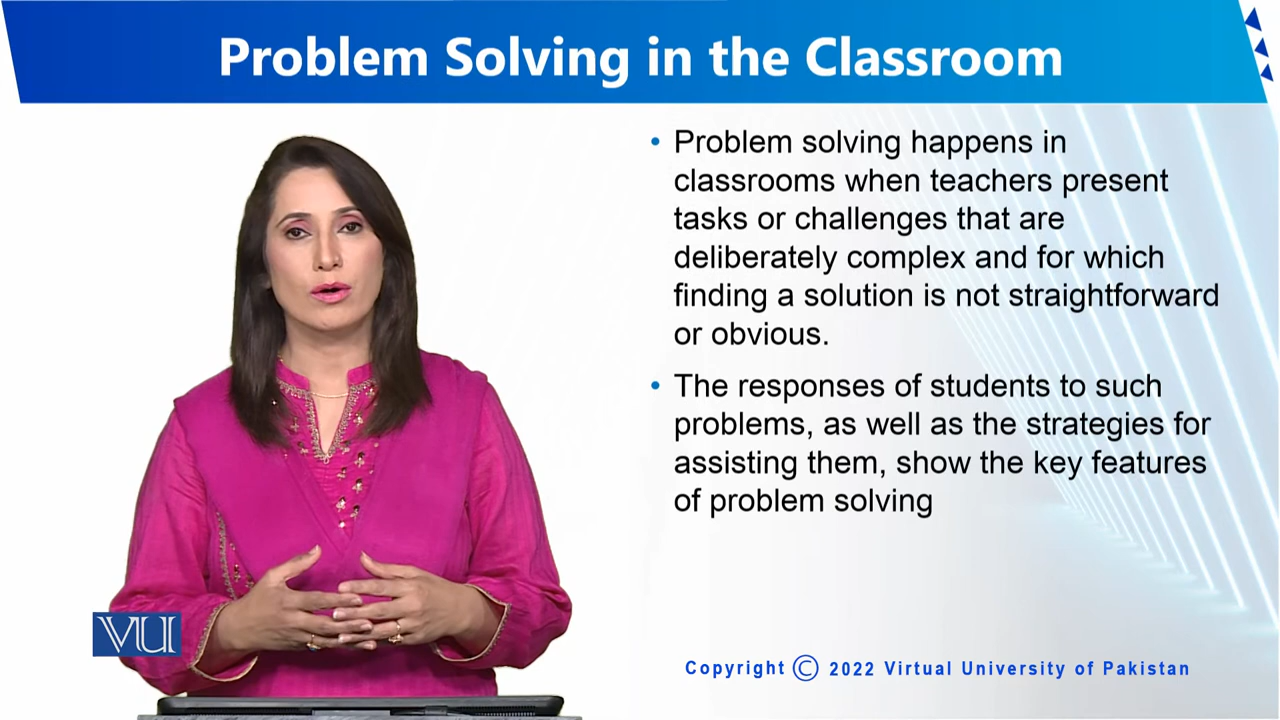 Problem Solving in the Classroom
• Problem solving happens in
classrooms when teachers present
tasks or challenges that are
deliberately complex and for which
finding a solution is not straightforward
or obvious.
• The responses of students to such
problems, as well as the strategies for
assisting them, show the key features
of problem solving
VU
Copyright © 2022 Virtual University of Pakistan